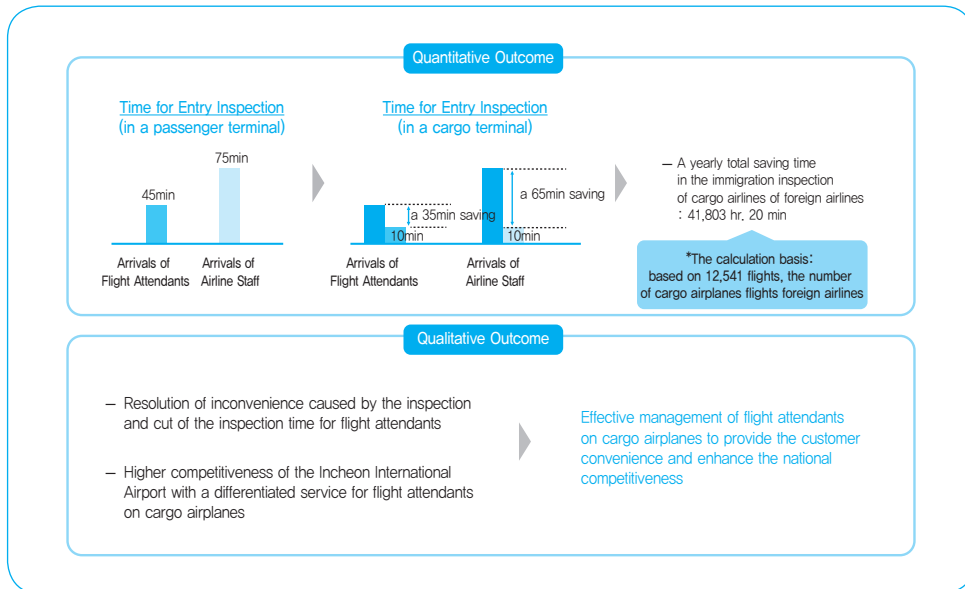 Quantitative Outcome
Time for Entry Inspection
(in a passenger terminal)
75min
45min
Arrivals of
Flight Attendants
Arrivals of
Airline Staff
Time for Entry Inspection
(in a cargo terminal)
a 35min saving
10min
a 65min saving
10min
Arrivals of
Flight Attendants
Arrivals of
Airline Staff
– A yearly total saving time
in the immigration inspection
of cargo airlines of foreign airlines
: 41,803 hr. 20 min
*The calculation basis:
based on 12,541 flights, the number
of cargo airplanes flights foreign airlines
Qualitative Outcome
– Resolution of inconvenience caused by the inspection
and cut of the inspection time for flight attendants
– Higher competitiveness of the Incheon International
Airport with a differentiated service for flight attendants
on cargo airplanes
Effective management of flight attendants
on cargo airplanes to provide the customer
convenience and enhance the national
competitiveness